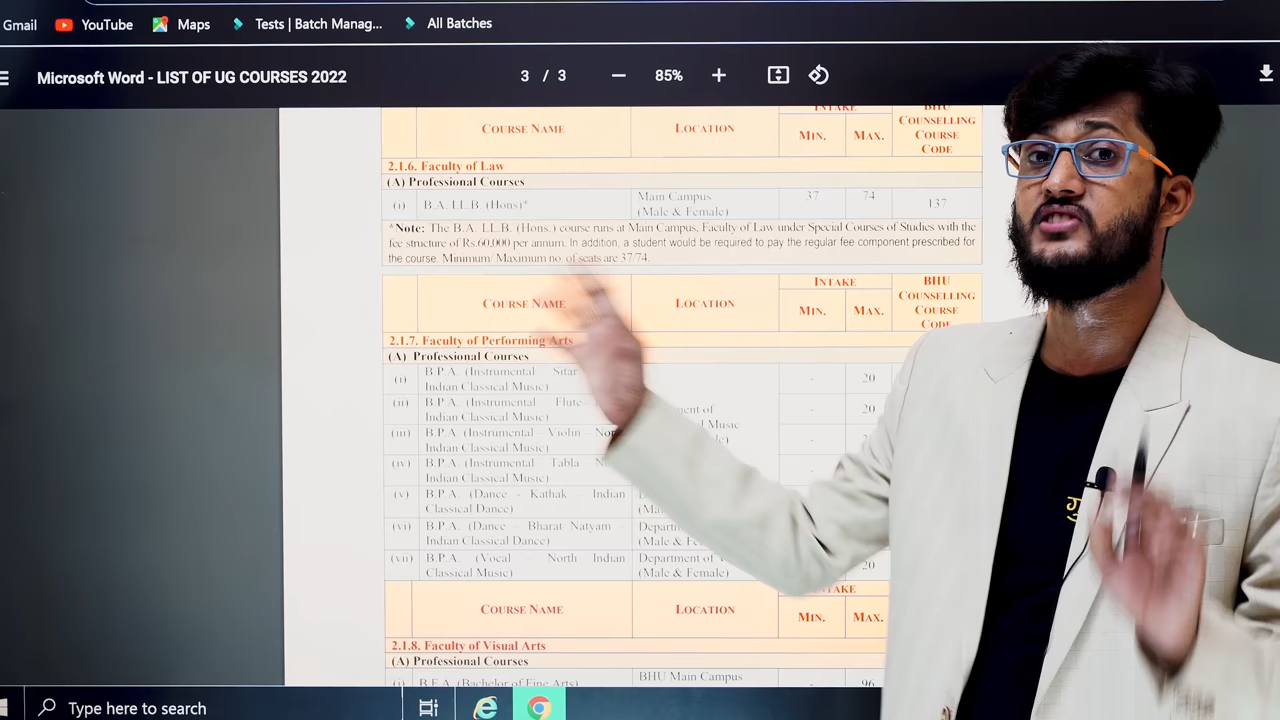 Gmail YouTube Maps Tests | Batch Manag... All Batches
Microsoft Word - LIST OF UG COURSES 2022 3 / 3 85%
COURSE NAME LOCATION INTAKE MIN. MAX. BHU COUNSELLING COURSE CODE
2.1.6. Faculty of Law
(A) Professional Courses
(i) B.A. LL.B. (Hons)* Main Campus (Male & Female) 37 74 137
*Note: The B.A. LL.B. (Hons.) course runs at Main Campus, Faculty of Law under Special Courses of Studies with the
fee structure of Rs.60,000 per annum. In addition, a student would be required to pay the regular fee component prescribed for
the course. Minimum/ Maximum no. of seats are 37/74.
COURSE NAME LOCATION INTAKE MIN. MAX. BHU COUNSELLING COURSE CODE
2.1.7. Faculty of Performing Arts
(A) Professional Courses
(i) B.P.A. (Instrumental Sitar
Indian Classical Music) - 20
(ii) B.P.A. (Instrumental Flute-
Indian Classical Music) - 20
(iii) B.P.A. (Instrumental Violin
Indian Classical Music) -
(iv) B.P.A. (Instrumental Tabla
Indian Classical Music) -
(v) B.P.A. (Dance - Kathak - Indian
Classical Dance)
(vi) B.P.A. (Dance - Bharat Natyam -
Indian Classical Dance)
(vii) B.P.A. (Vocal North Indian
Classical Music) (Male & Female) 20
COURSE NAME LOCATION MIN. MAX.
2.1.8. Faculty of Visual Arts
(A) Professional Courses
(i) B.F.A. (Bachelor of Fine Arts) BHU Main Campus - 96
Type here to search